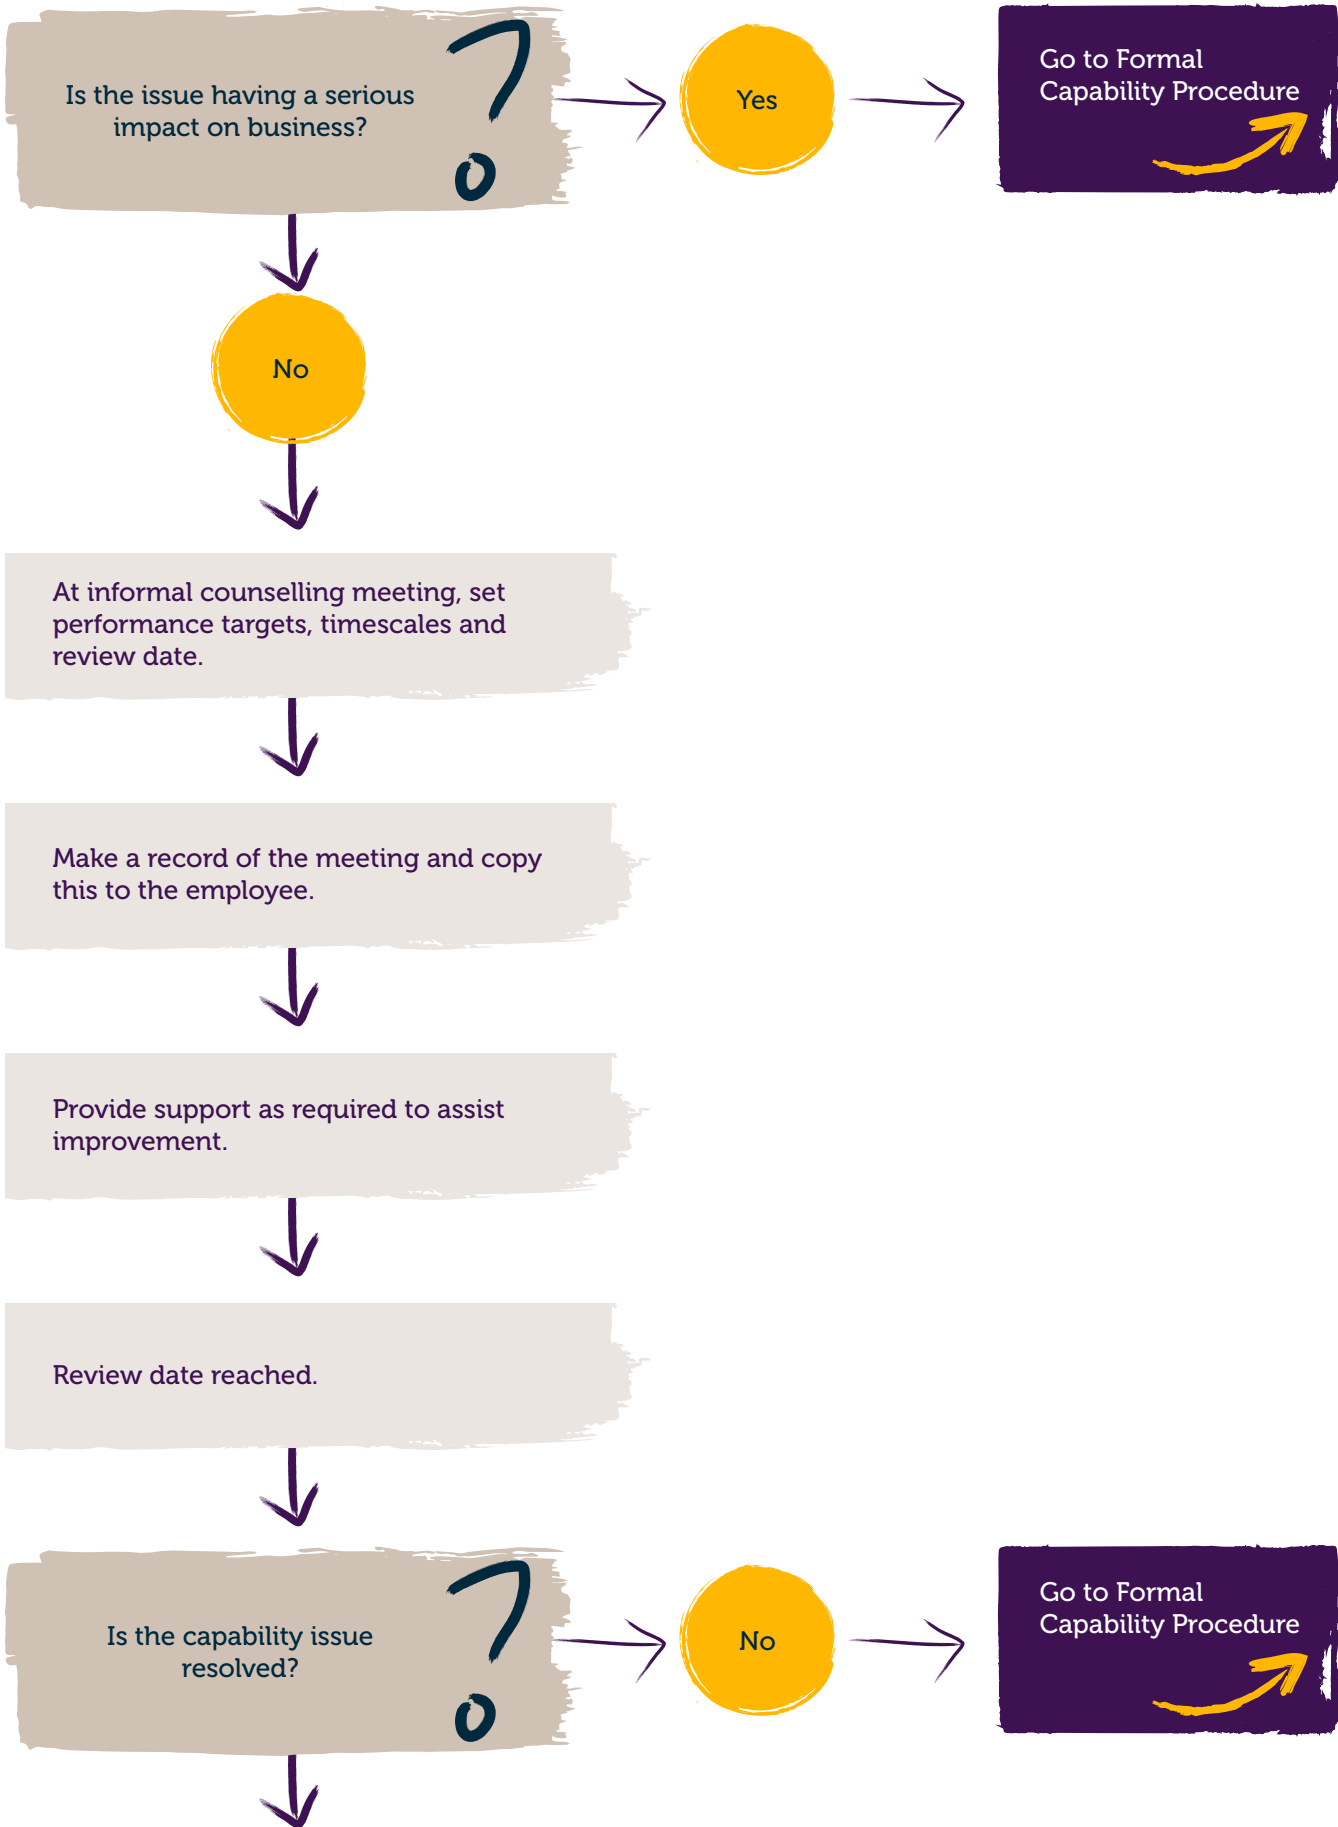 Is the issue having a serious
impact on business?
Yes
Go to Formal
Capability Procedure
No
At informal counselling meeting, set
performance targets, timescales and
review date.
Make a record of the meeting and copy
this to the employee.
Provide support as required to assist
improvement.
Review date reached.
Is the capability issue
resolved?
No
Go to Formal
Capability Procedure